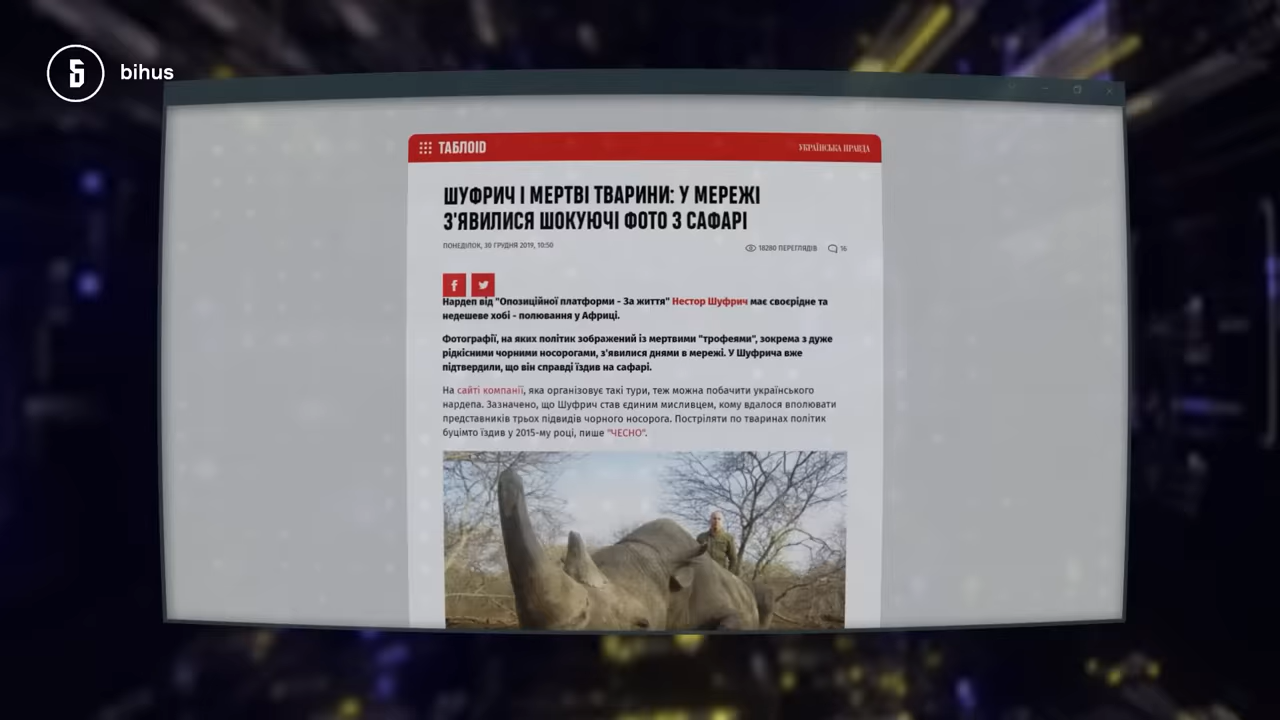 Б bihus
ТАБЛОID УКРАЇНСЬКА ПРАВДА
ШУФРИЧ І МЕРТВІ ТВАРИНИ: У МЕРЕЖІ
З'ЯВИЛИСЯ ШОКУЮЧІ ФОТО З САФАРІ
ПОНЕДІЛОК, 30 ГРУДНЯ 2019, 10:50 18280 ПЕРЕГЛЯДІВ 16
f
Нардеп від "Опозиційної платформи - За життя" Нестор Шуфрич має своєрідне та
недешеве хобі - полювання у Африці.
Фотографії, на яких політик зображений із мертвими "трофеями", зокрема з дуже
рідкісними чорними носорогами, з'явилися днями в мережі. У Шуфрича вже
підтвердили, що він справді їздив на сафарі.
На сайті компанії, яка організовує такі тури, теж можна побачити українського
нардепа. Зазначено, що Шуфрич став єдиним мисливцем, кому вдалося вполювати
представників трьох підвидів чорного носорога. Постріляти по тваринах політик
буцімто їздив у 2015-му році, пише "ЧЕСНО".